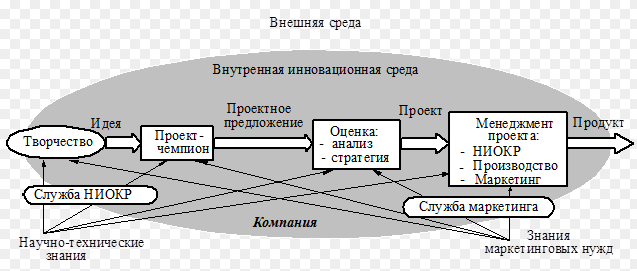 Внешняя среда
Внутренная инновационная среда
Идея
Проектное
предложение
Проект
Продукт
Творчество
Проект-
чемпион
Оценка:
- анализ
- стратегия
Менеджмент
проекта:
- НИОКР
- Производство
- Маркетинг
Служба НИОКР
Служба маркетинга
Компания
Научно-технические
знания
Знания
маркетинговых нужд